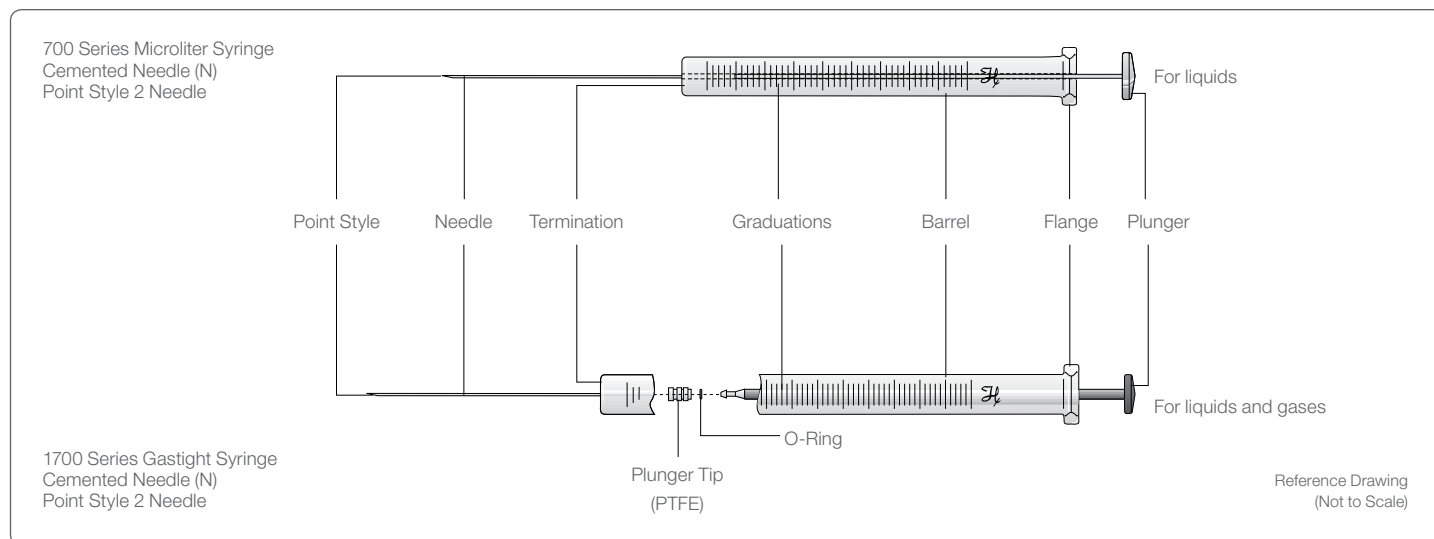 700 Series Microliter Syringe
Cemented Needle (N)
Point Style 2 Needle
For liquids
Point Style
Needle
Termination
Graduations
Barrel
Flange
Plunger
For liquids and gases
O-Ring
Plunger Tip
(PTFE)
1700 Series Gastight Syringe
Cemented Needle (N)
Point Style 2 Needle
Reference Drawing
(Not to Scale)